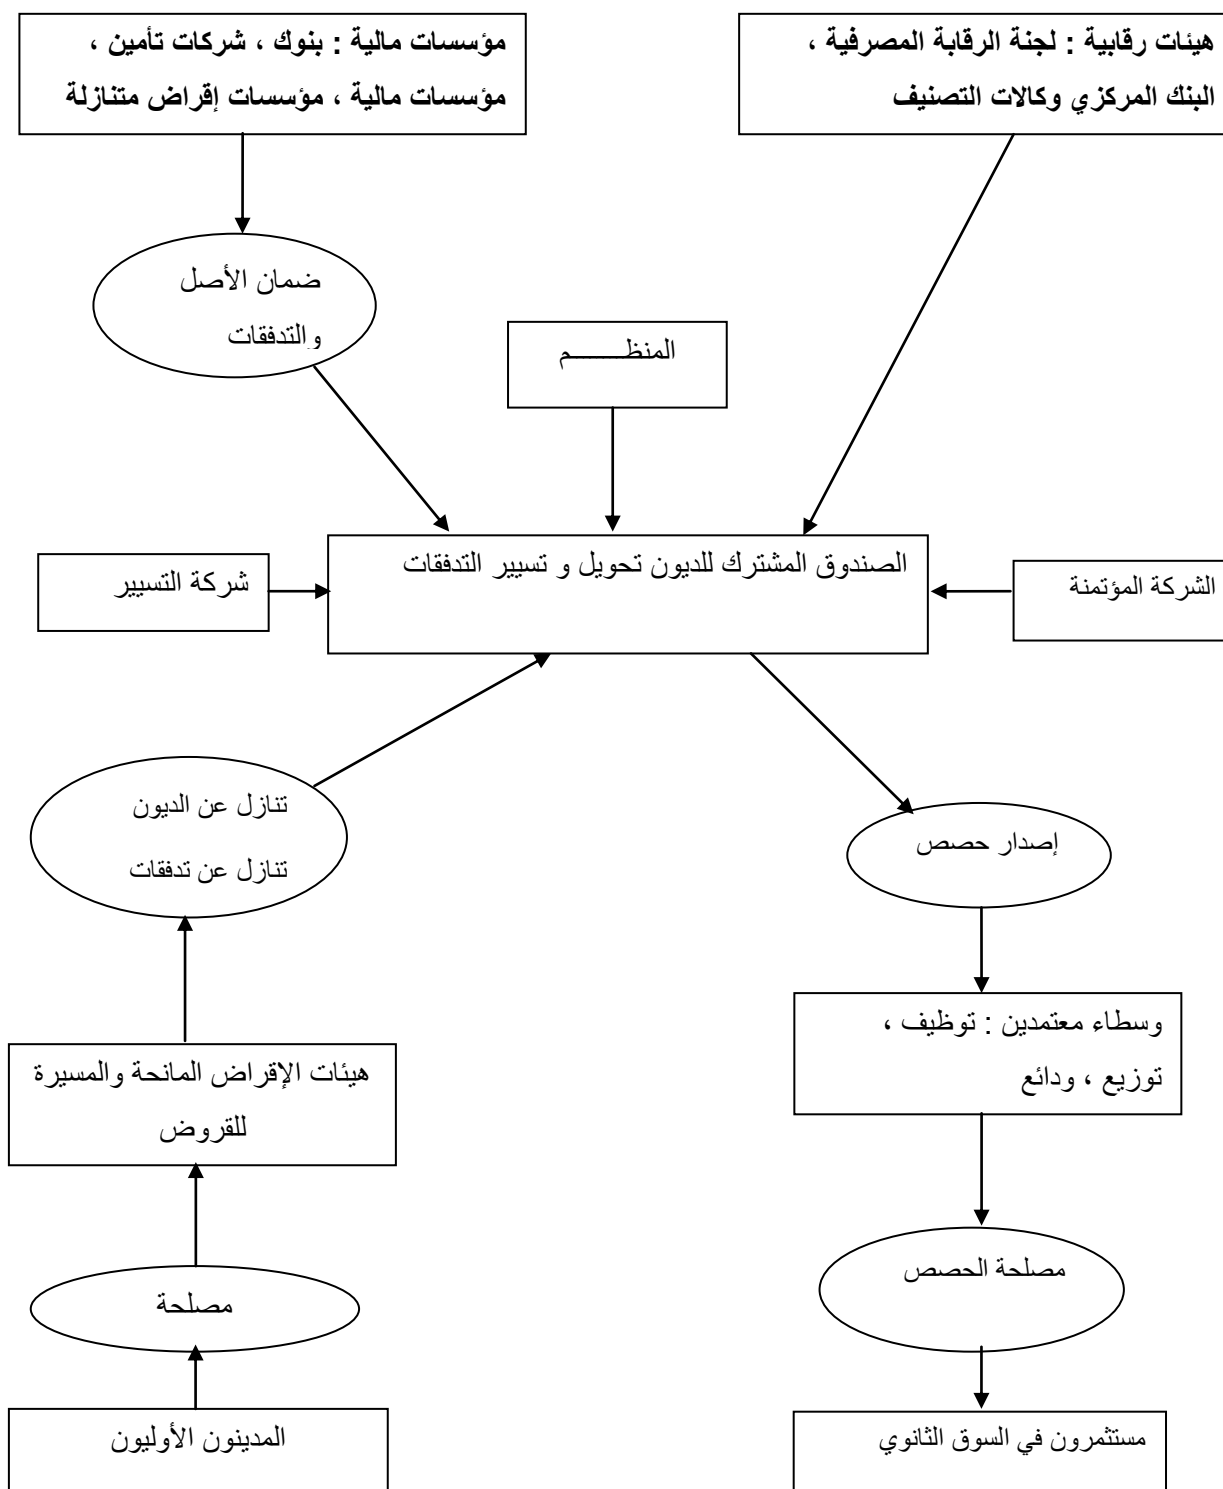 هيئات رقابية : لجنة الرقابة المصرفية ،
البنك المركزي وكالات التصنيف
مؤسسات مالية : بنوك ، شركات تأمين ،
مؤسسات مالية ، مؤسسات إقراض متنازلة
ضمان الأصل
والتدفقات
المنظـــــــم
الصندوق المشترك للديون تحويل و تسيير التدفقات
الشركة المؤتمنة
شركة التسيير
تنازل عن الديون
تنازل عن تدفقات
إصدار حصص
وسطاء معتمدين : توظيف ،
توزيع ، ودائع
هيئات الإقراض المانحة والمسيرة
للقروض
مصلحة الحصص
مصلحة
مستثمرون في السوق الثانوي
المدينون الأوليون